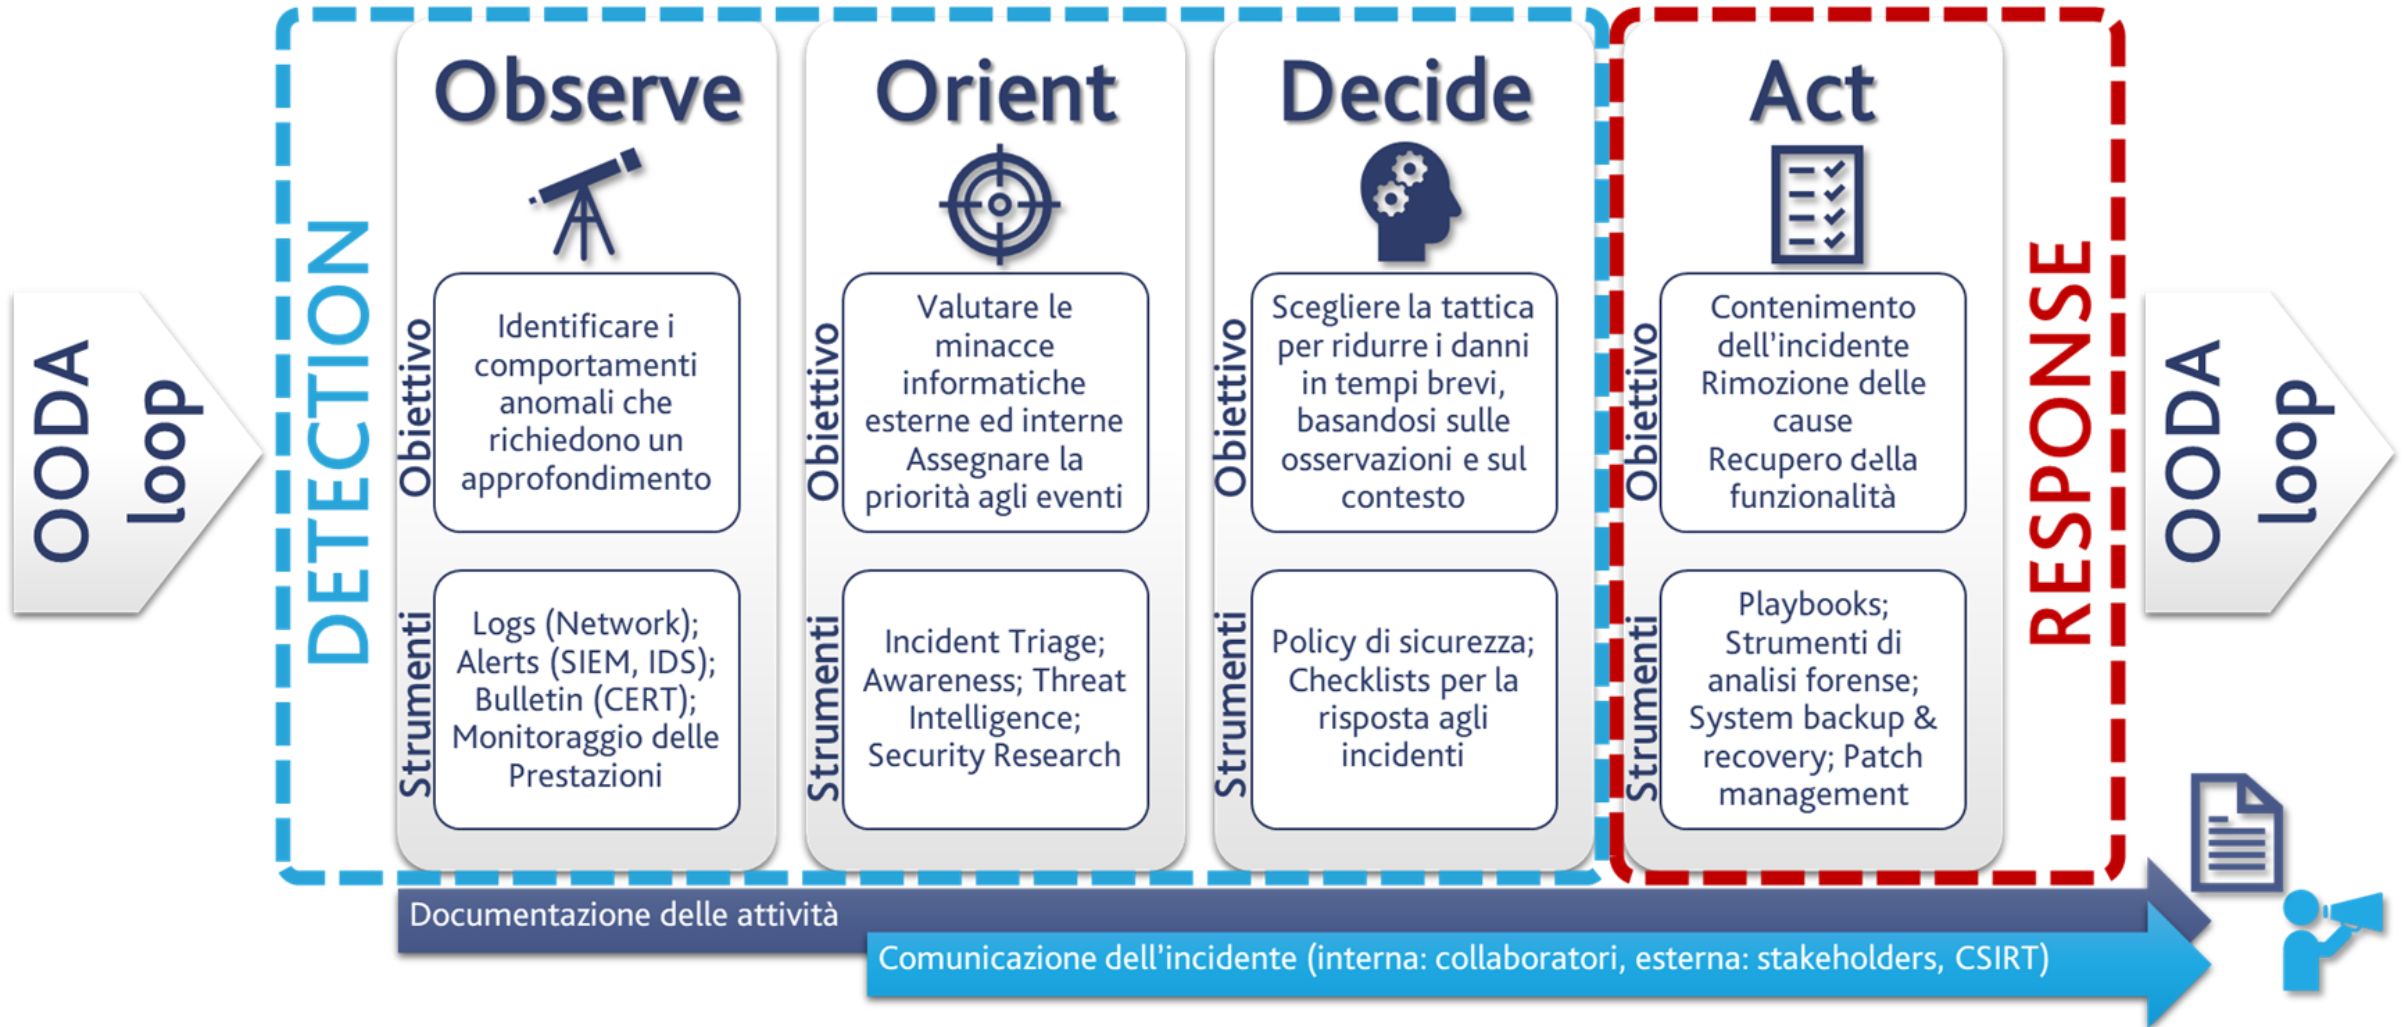 OODA
loop
DETECTION
Observe
Obiettivo
Identificare i
comportamenti
anomali che
richiedono un
approfondimento
Strumenti
Logs (Network);
Alerts (SIEM, IDS);
Bulletin (CERT);
Monitoraggio delle
Prestazioni
Orient
Obiettivo
Valutare le
minacce
informatiche
esterne ed interne
Assegnare la
priorità agli eventi
Strumenti
Incident Triage;
Awareness; Threat
Intelligence;
Security Research
Decide
Obiettivo
Scegliere la tattica
per ridurre i danni
in tempi brevi,
basandosi sulle
osservazioni e sul
contesto
Strumenti
Policy di sicurezza;
Checklists per la
risposta agli
incidenti
Act
Obiettivo
Contenimento
dell'incidente
Rimozione delle
cause
Recupero della
funzionalità
Strumenti
Playbooks;
Strumenti di
analisi forense;
System backup &
recovery; Patch
management
RESPONSE
OODA
loop
Documentazione delle attività
Comunicazione dell'incidente (interna: collaboratori, esterna: stakeholders, CSIRT)